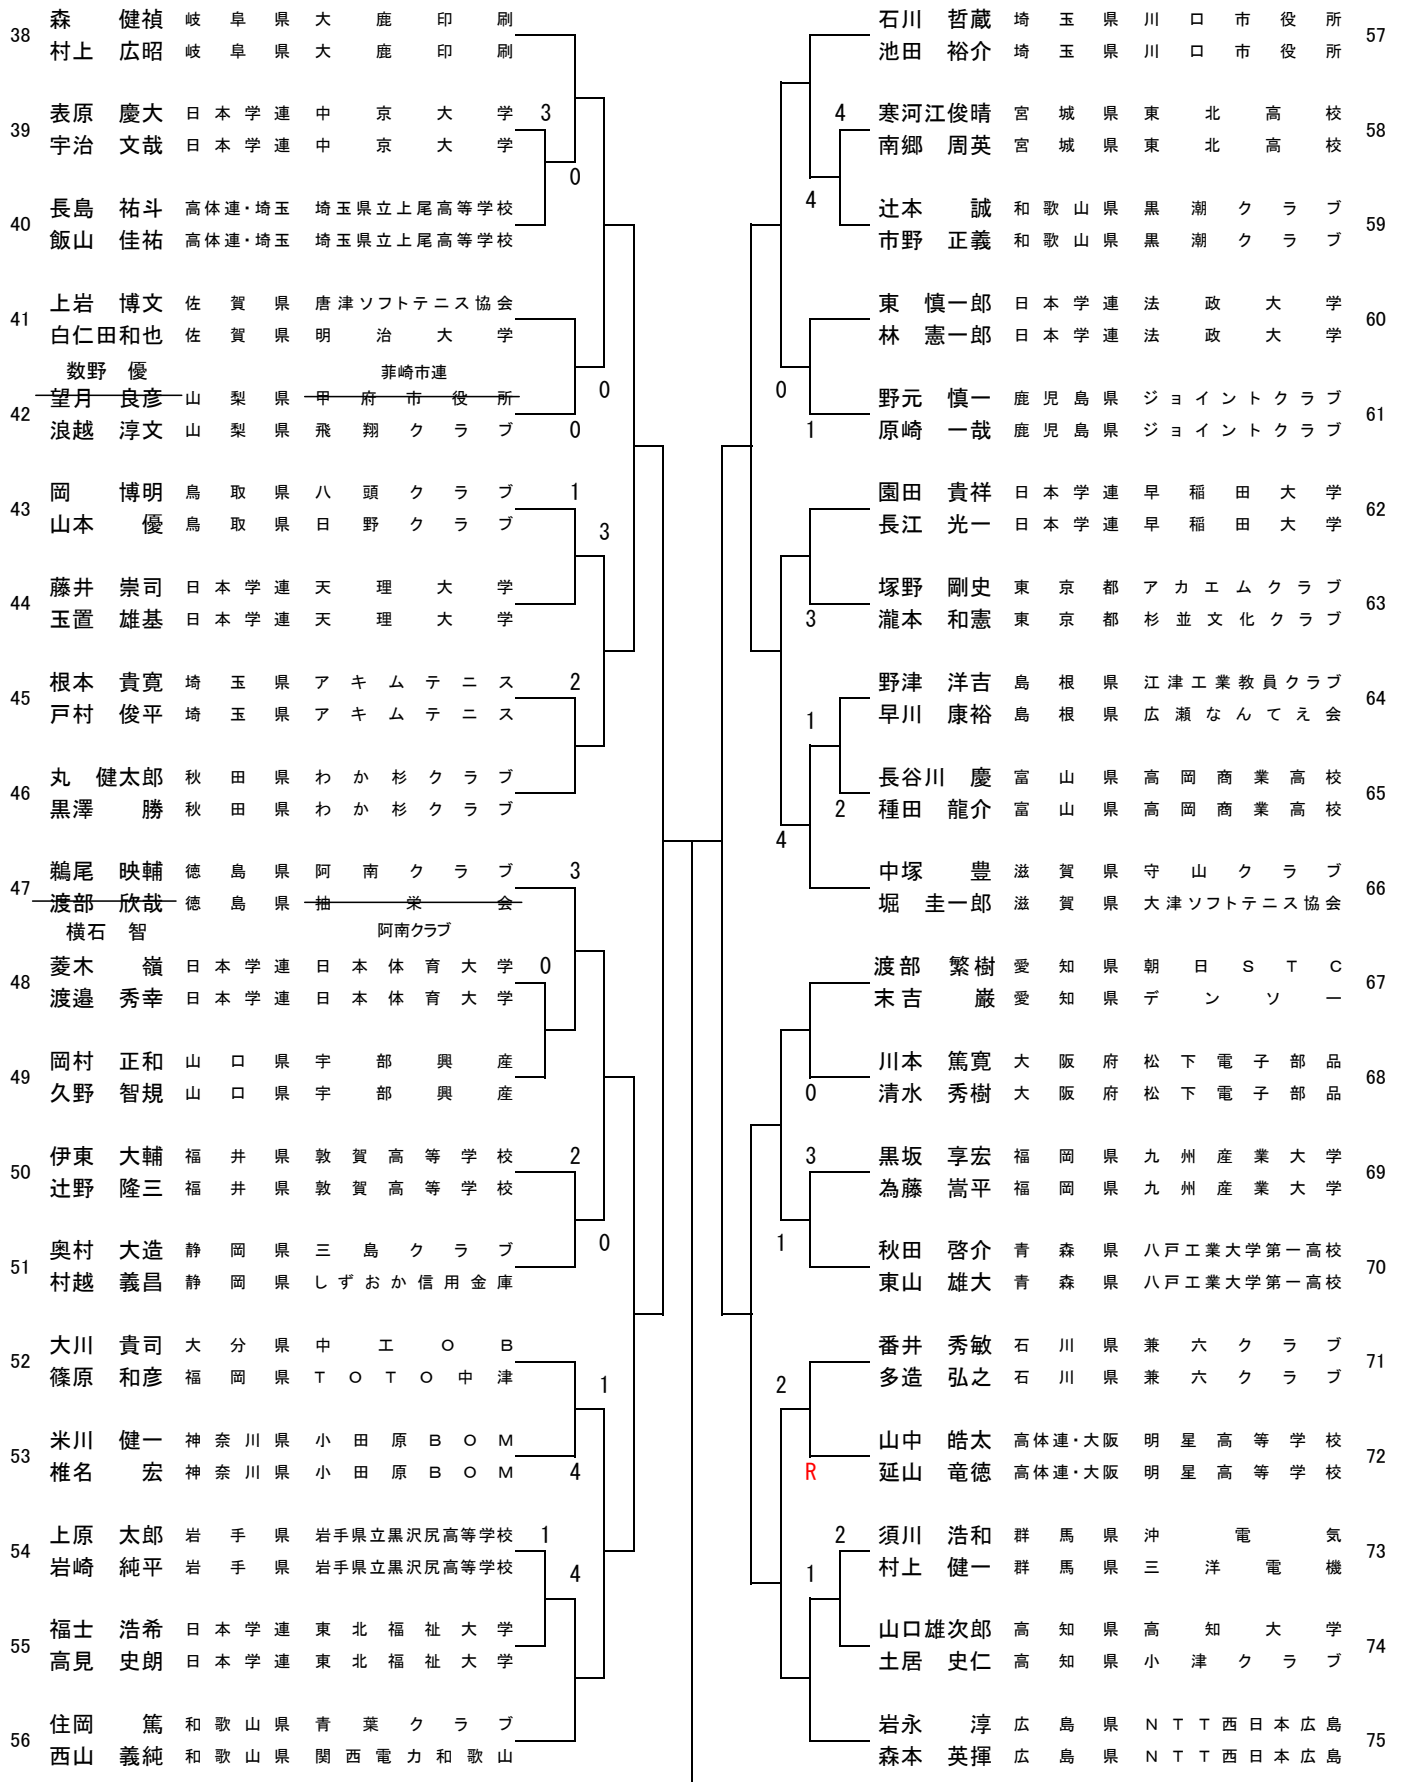 38 森 健禎 岐阜県 大鹿印刷
村上 広昭 岐阜県 大鹿印刷
39 表原 慶大 日本学連 中京大学 3
宇治 文哉 日本学連 中京大学
0
40 長島 祐斗 高体連・埼玉 埼玉県立上尾高等学校
飯山 佳祐 高体連・埼玉 埼玉県立上尾高等学校
41 上岩 博文 佐賀県 唐津ソフトテニス協会
白仁田和也 佐賀県 明治大学
数野 優 韮崎市連
0
42 望月 良彦 山梨県 甲府市役所
浪越 淳文 山梨県 飛翔クラブ 0
43 岡 博明 鳥取県 八頭クラブ 1
山本 優 鳥取県 日野クラブ
3
44 藤井 崇司 日本学連 天理大学
玉置 雄基 日本学連 天理大学
45 根本 貴寛 埼玉県 アキムテニス 2
戸村 俊平 埼玉県 アキムテニス
46 丸 健太郎 秋田県 わか杉クラブ
黒澤 勝 秋田県 わか杉クラブ
47 鵜尾 映輔 徳島県 阿南クラブ 3
渡部 欣哉 徳島県 抽栄会
横石 智 阿南クラブ
48 菱木 嶺 日本学連 日本体育大学 0
渡邉 秀幸 日本学連 日本体育大学
49 岡村 正和 山口県 宇部興産
久野 智規 山口県 宇部興産
50 伊東 大輔 福井県 敦賀高等学校 2
辻野 隆三 福井県 敦賀高等学校
0
51 奥村 大造 静岡県 三島クラブ
村越 義昌 静岡県 しずおか信用金庫
52 大川 貴司 大分県 中工OB
篠原 和彦 福岡県 TOTO中津
1
53 米川 健一 神奈川県 小田原BOM
椎名 宏 神奈川県 小田原BOM 4
54 上原 太郎 岩手県 岩手県立黒沢尻高等学校 1
岩崎 純平 岩手県 岩手県立黒沢尻高等学校
4
55 福士 浩希 日本学連 東北福祉大学
高見 史朗 日本学連 東北福祉大学
56 住岡 篤 和歌山県 青葉クラブ
西山 義純 和歌山県 関西電力和歌山
石川 哲蔵 埼玉県 川口市役所 57
池田 裕介 埼玉県 川口市役所
4 寒河江俊晴 宮城県 東北高校 58
南郷 周英 宮城県 東北高校
4
辻本 誠 和歌山県 黒潮クラブ 59
市野 正義 和歌山県 黒潮クラブ
東 慎一郎 日本学連 法政大学 60
林 憲一郎 日本学連 法政大学
0
野元 慎一 鹿児島県 ジョイントクラブ 61
1 原崎 一哉 鹿児島県 ジョイントクラブ
園田 貴祥 日本学連 早稲田大学 62
長江 光一 日本学連 早稲田大学
塚野 剛史 東京都 アカエムクラブ 63
3 瀧本 和憲 東京都 杉並文化クラブ
野津 洋吉 島根県 江津工業教員クラブ 64
1 早川 康裕 島根県 広瀬なんてえ会
長谷川 慶 富山県 高岡商業高校 65
2 種田 龍介 富山県 高岡商業高校
4
中塚 豊 滋賀県 守山クラブ 66
堀 圭一郎 滋賀県 大津ソフトテニス協会
渡部 繁樹 愛知県 朝日STC 67
末吉 巌 愛知県 デンソー
川本 篤寛 大阪府 松下電子部品 68
0 清水 秀樹 大阪府 松下電子部品
3 黒坂 享宏 福岡県 九州産業大学 69
為藤 嵩平 福岡県 九州産業大学
1
秋田 啓介 青森県 八戸工業大学第一高校 70
東山 雄大 青森県 八戸工業大学第一高校
番井 秀敏 石川県 兼六クラブ 71
2 多造 弘之 石川県 兼六クラブ
山中 皓太 高体連・大阪 明星高等学校 72
R 延山 竜徳 高体連・大阪 明星高等学校
2 須川 浩和 群馬県 沖電気 73
1 村上 健一 群馬県 三洋電機
山口雄次郎 高知県 高知大学 74
土居 史仁 高知県 小津クラブ
岩永 淳 広島県 NTT西日本広島 75
森本 英揮 広島県 NTT西日本広島